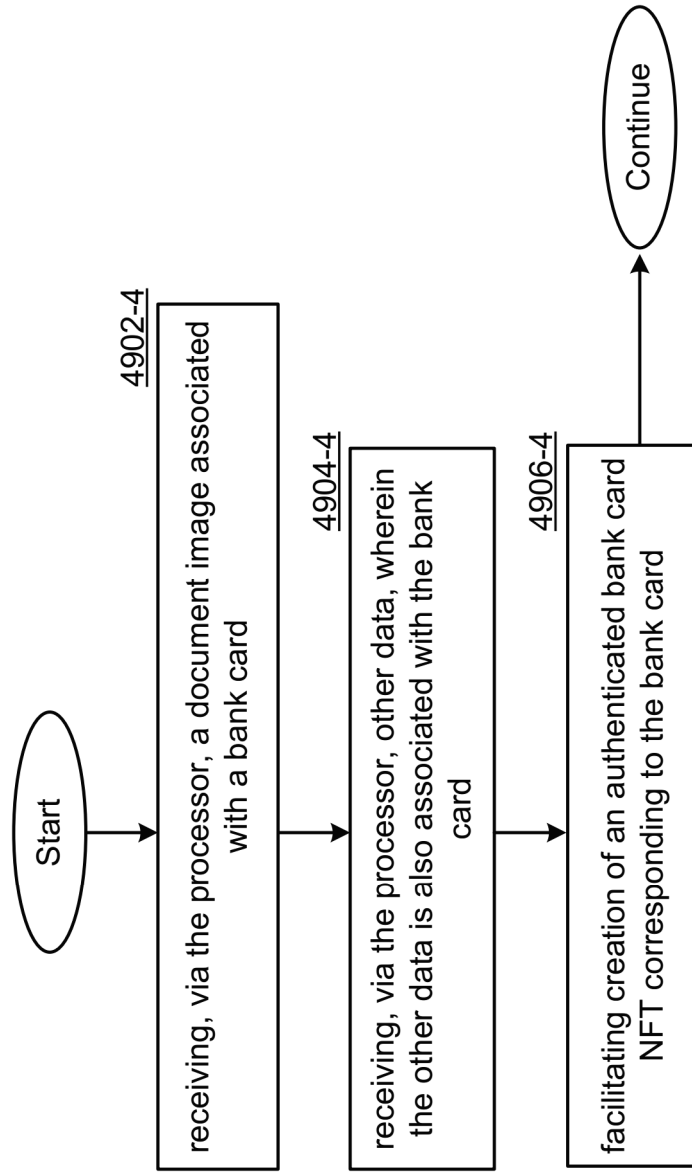 Start
4902-4
receiving, via the processor, a document image associated
with a bank card
4904-4
receiving, via the processor, other data, wherein
the other data is also associated with the bank
card
4906-4
facilitating creation of an authenticated bank card
NFT corresponding to the bank card
Continue